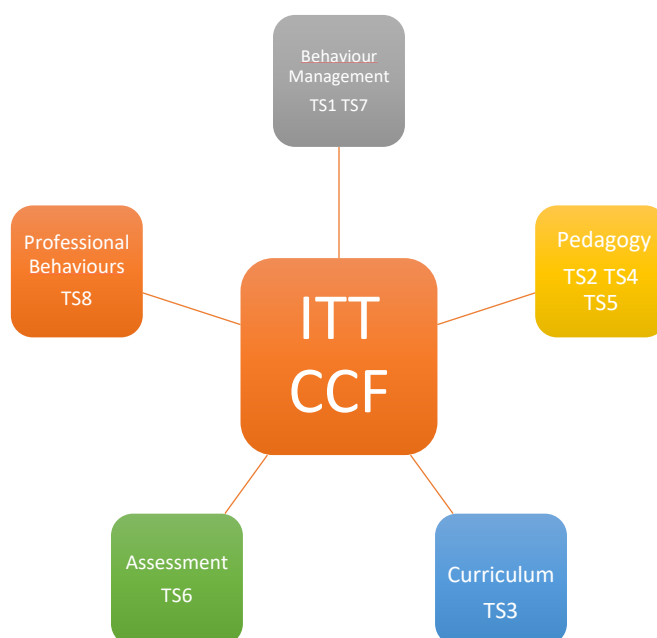 Behaviour
Management
TS1 TS7
Professional
Behaviours
TS8
Pedagogy
TS2 TS4
TS5
ITT
CCF
Assessment
TS6
Curriculum
TS3